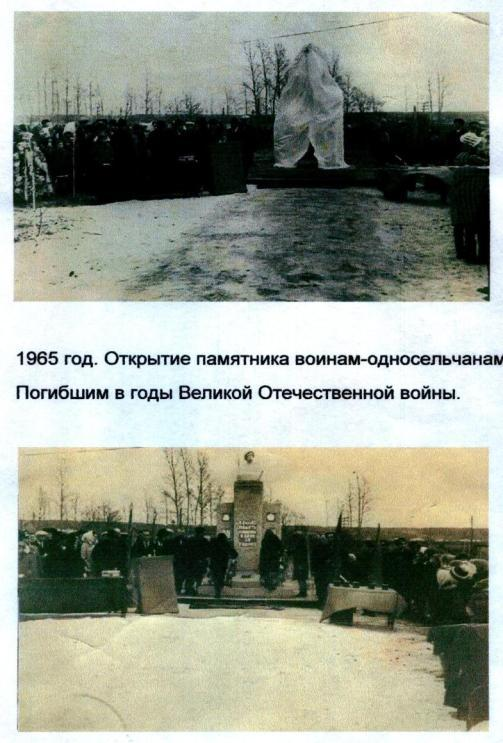 1965 год. Открытие памятника воинам-односельчанам
Погибшим в годы Великой Отечественной войны.